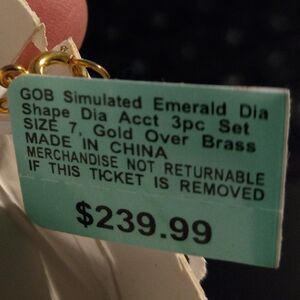 GOB Simulated Emerald Dia
Shape Dia Acct 3pc Set
SIZE 7, Gold Over Brass
MADE IN CHINA
MERCHANDISE NOT RETURNABLE
IF THIS TICKET IS REMOVED
$239.99